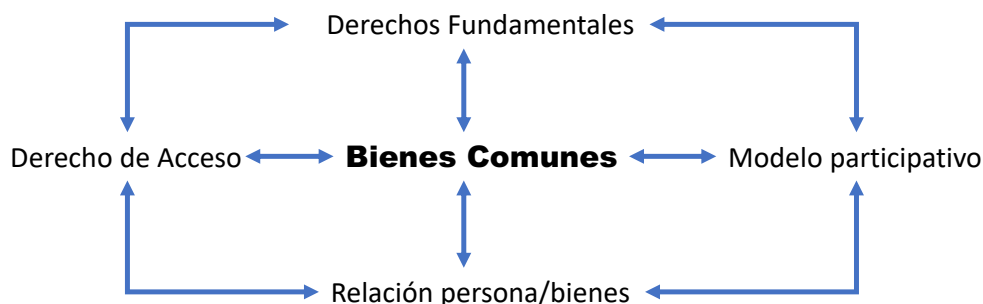 Derechos Fundamentales
Derecho de Acceso
Bienes Comunes
Modelo participativo
Relación persona/bienes